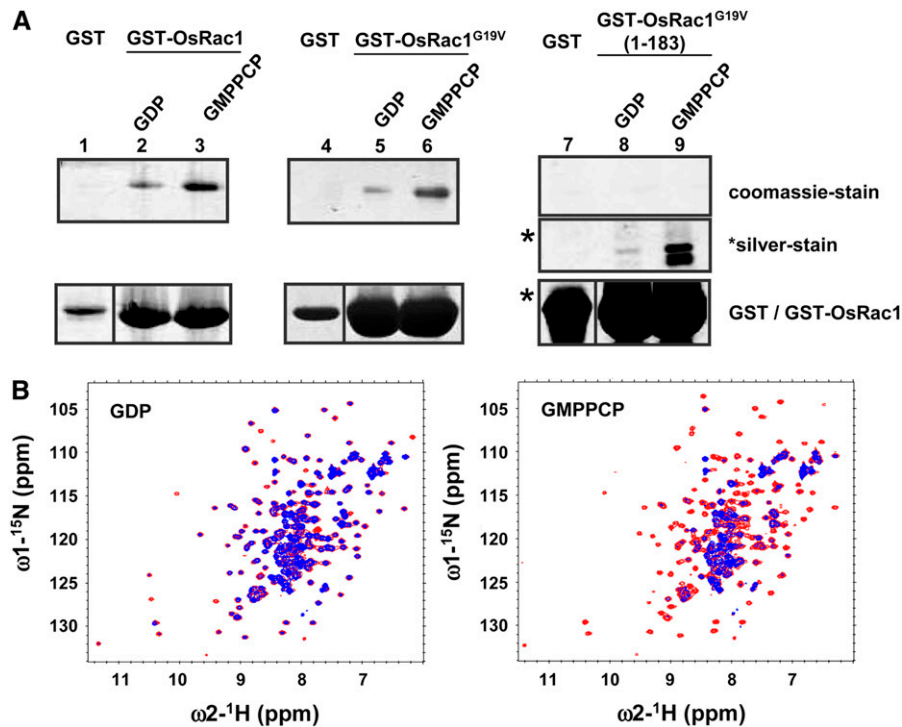 A
GST GST-OsRac1
GDP GMPPCP
1 2 3
GST GST-OsRac1G19V
GDP GMPPCP
4 5 6
GST GST-OsRac1G19V
(1-183)
GDP GMPPCP
7 8 9
coomassie-stain
* *silver-stain
* GST / GST-OsRac1
B
GDP
105
110
115
120
125
130
ω1-15N (ppm)
11 10 9 8 7
ω2-1H (ppm)
GMPPCP
105
110
115
120
125
130
ω1-15N (ppm)
11 10 9 8 7
ω2-1H (ppm)